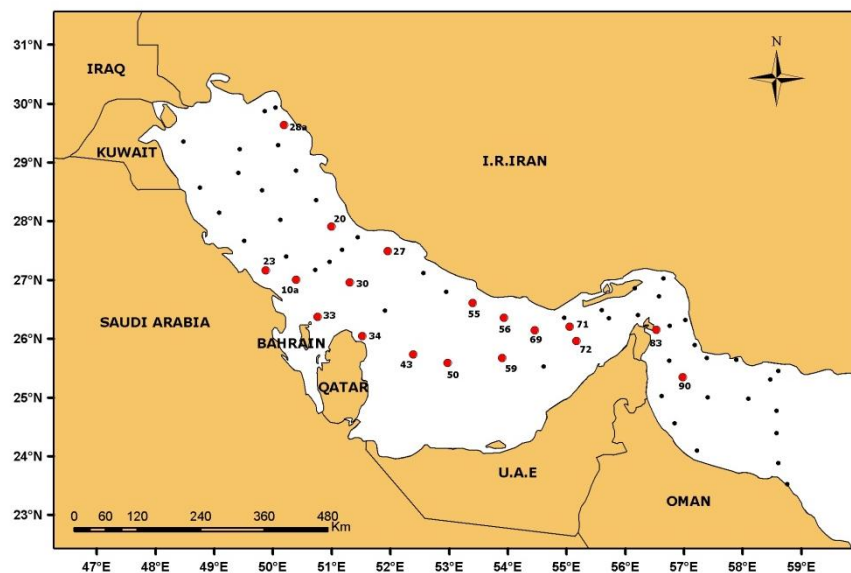 31°N
N
IRAQ
30°N
28a
29°N
KUWAIT
I.R.IRAN
28°N
20
27
23
27°N
10a
30
55
33
56
71
26°N
SAUDI ARABIA
69
83
BAHRAIN
34
72
43
50
59
QATAR
90
25°N
24°N
U.A.E
OMAN
23°N
0 60 120 240 360 480
Km
47°E 48°E 49°E 50°E 51°E 52°E 53°E 54°E 55°E 56°E 57°E 58°E 59°E